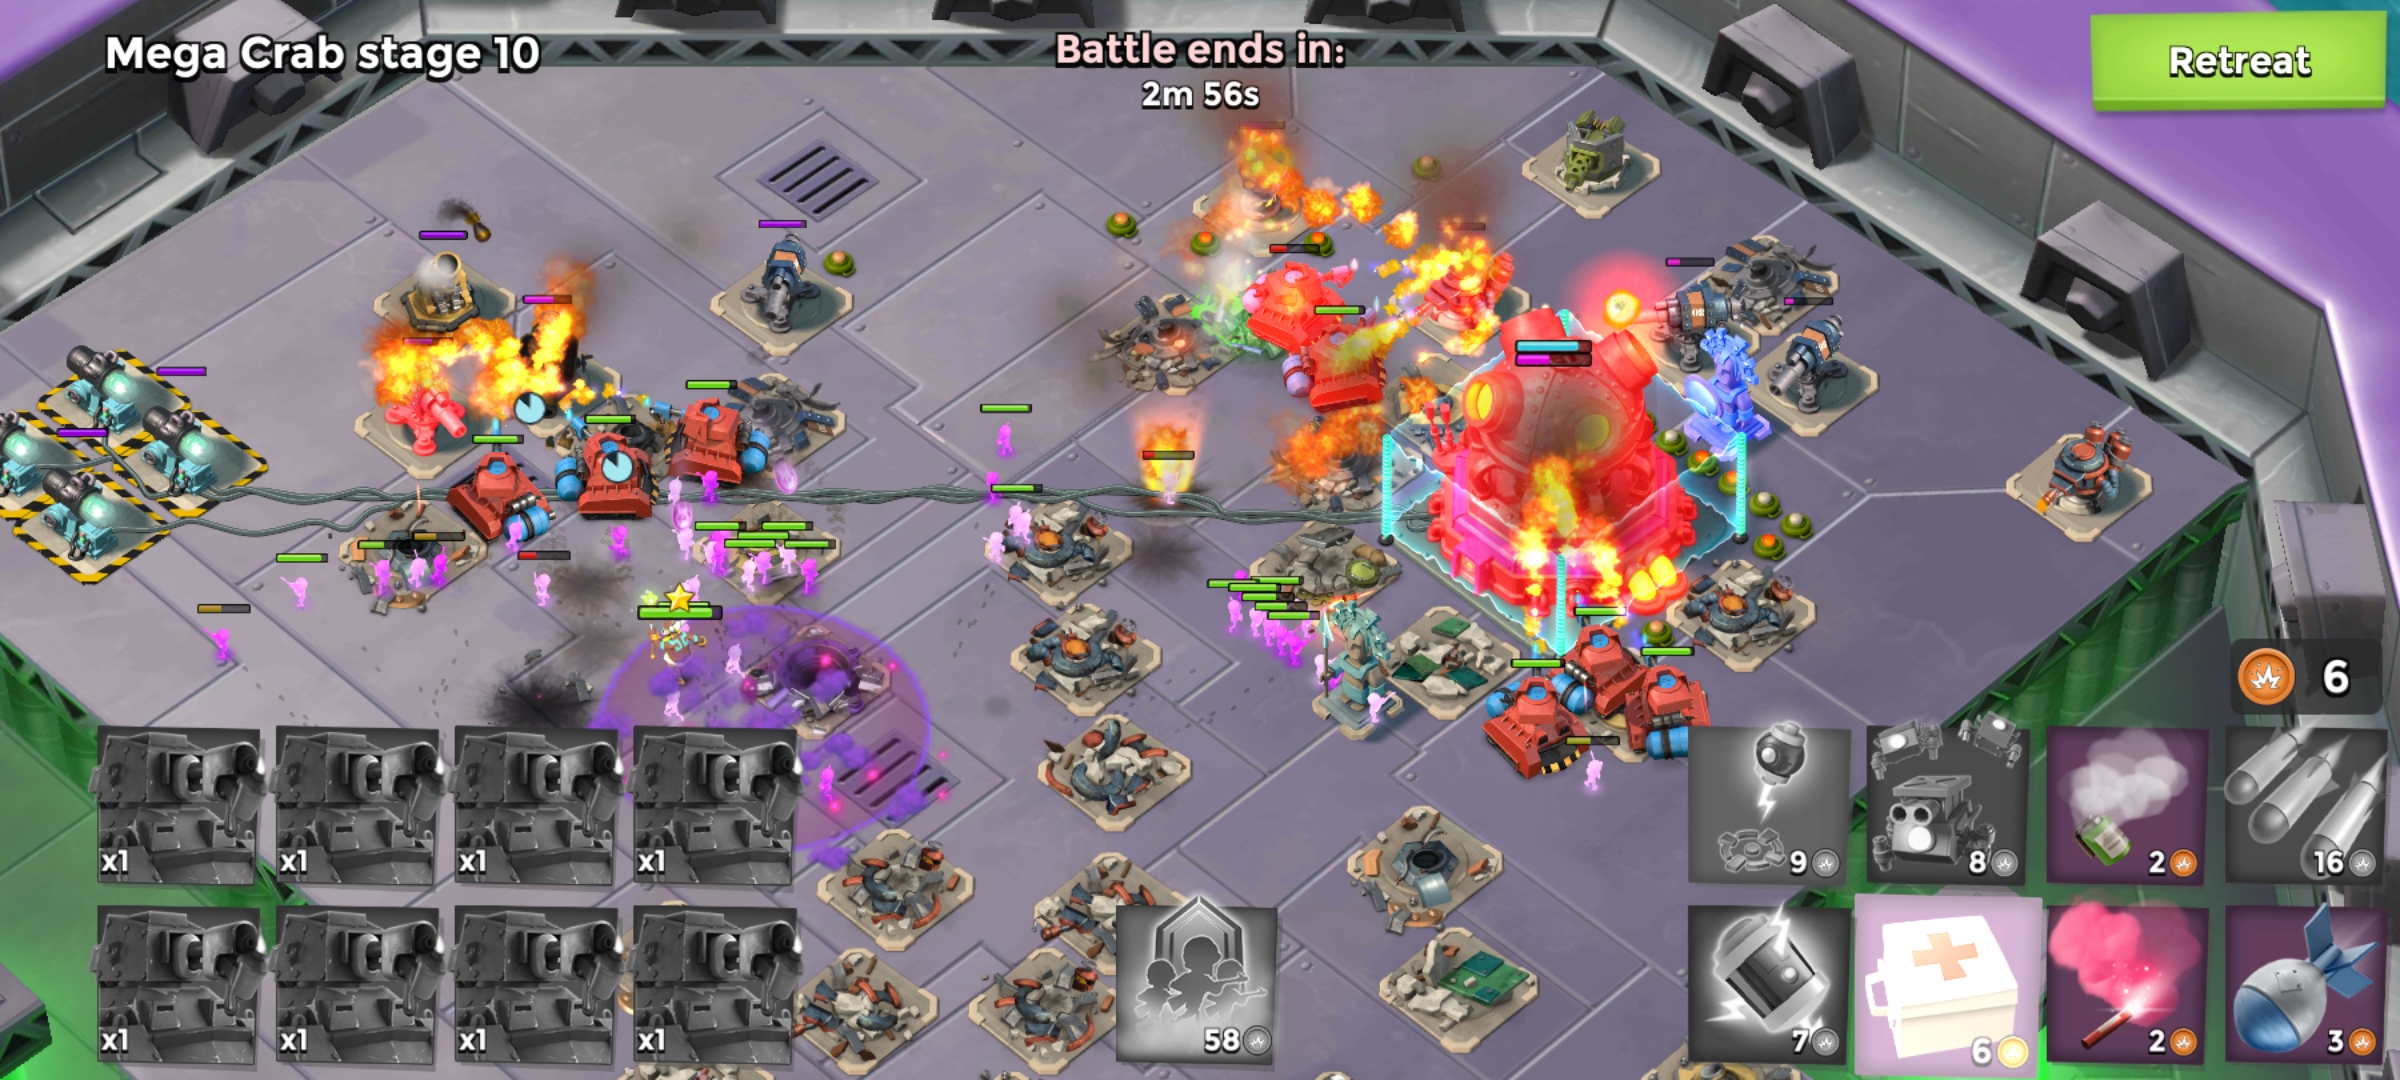 Mega Crab stage 10
Battle ends in:
2m 56s
Retreat
6
x1
x1
x1
x1
9
8
2
16
x1
x1
x1
x1
58
7
6
2
3